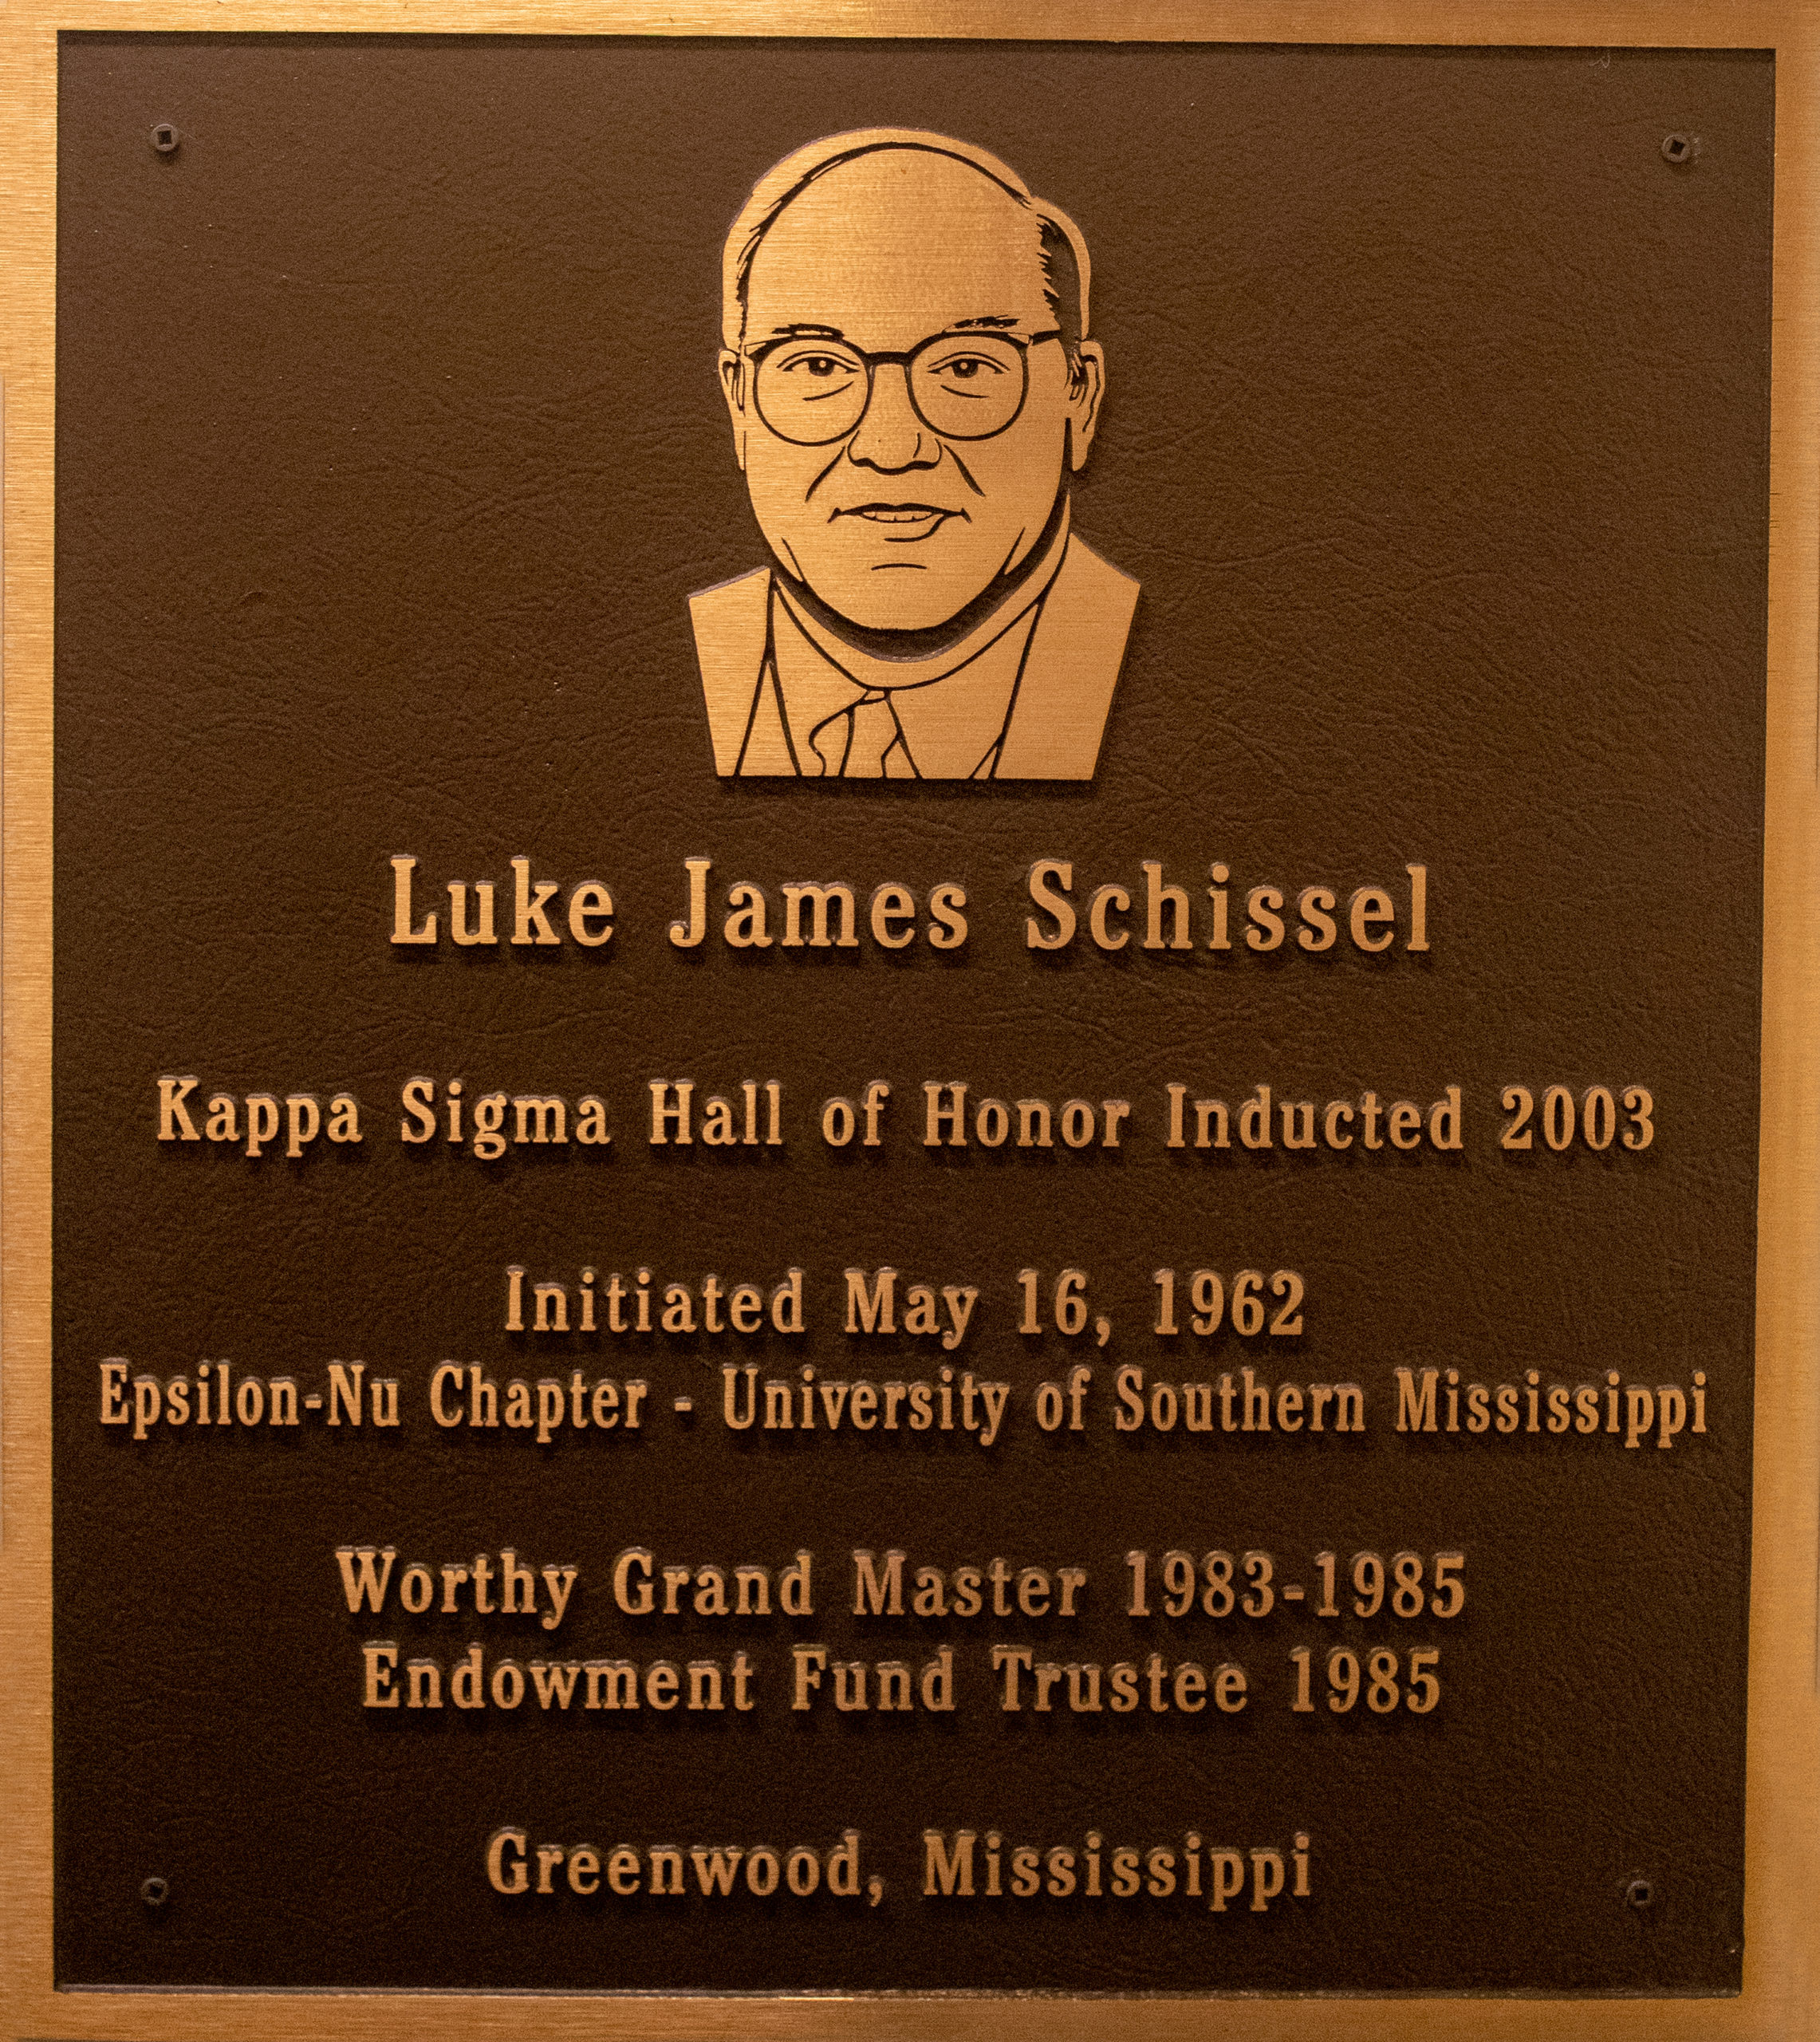 Luke James Schissel
Kappa Sigma Hall of Honor Inducted 2003
Initiated May 16, 1962
Epsilon-Nu Chapter - University of Southern Mississippi
Worthy Grand Master 1983-1985
Endowment Fund Trustee 1985
Greenwood, Mississippi